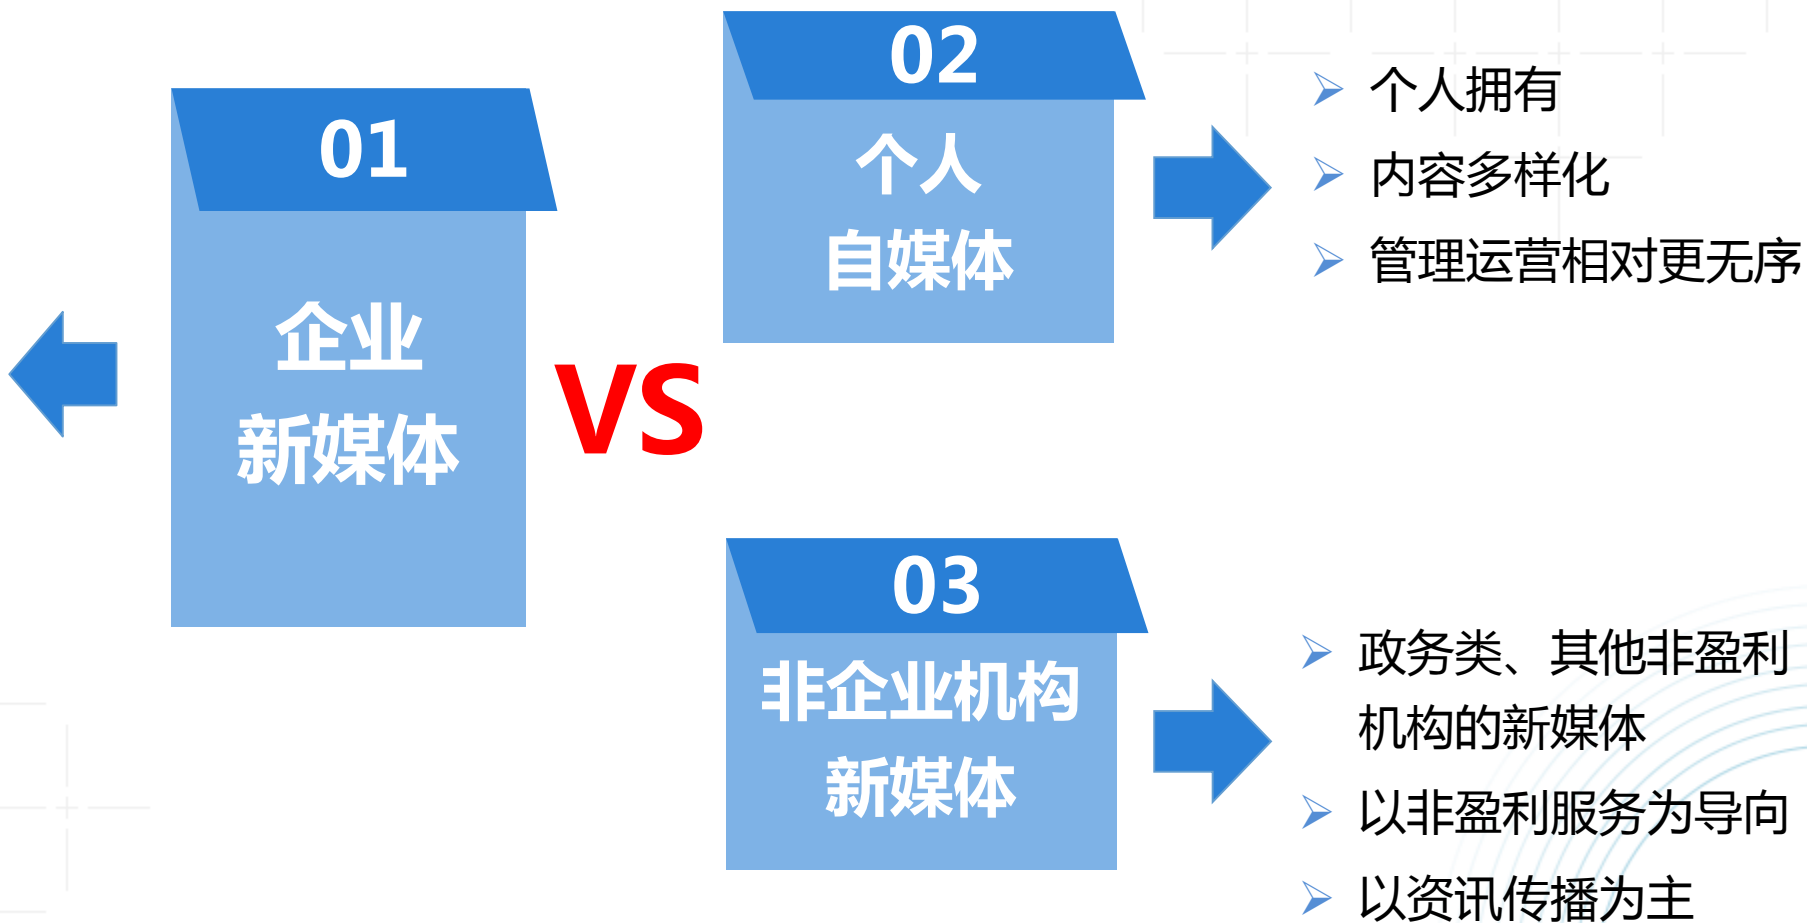 01
企业
新媒体
VS
02
个人
自媒体
个人拥有
内容多样化
管理运营相对更无序
03
非企业机构
新媒体
政务类、其他非盈利
机构的新媒体
以非盈利服务为导向
以资讯传播为主